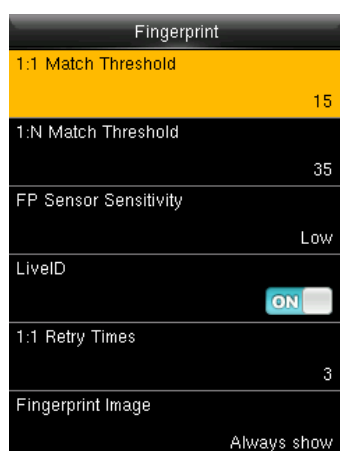 Fingerprint
1:1 Match Threshold
15
1:N Match Threshold
35
FP Sensor Sensitivity
Low
LiveID
ON
1:1 Retry Times
3
Fingerprint Image
Always show